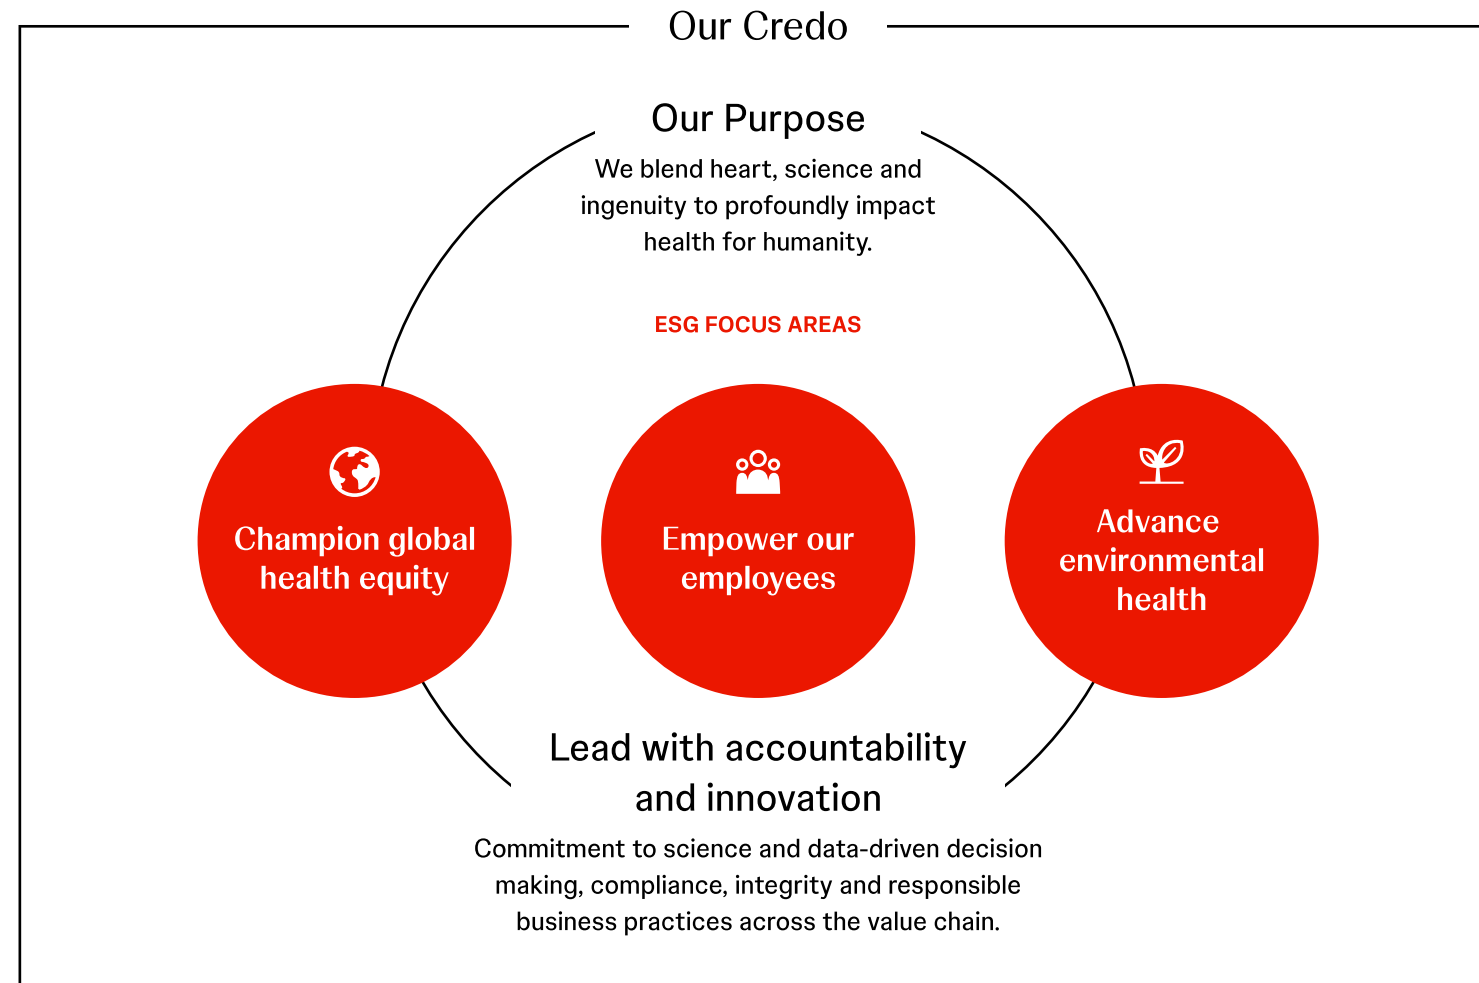 Our Credo
Our Purpose
We blend heart, science and
ingenuity to profoundly impact
health for humanity.
ESG FOCUS AREAS
Champion global
health equity
Empower our
employees
Advance
environmental
health
Lead with accountability
and innovation
Commitment to science and data-driven decision
making, compliance, integrity and responsible
business practices across the value chain.